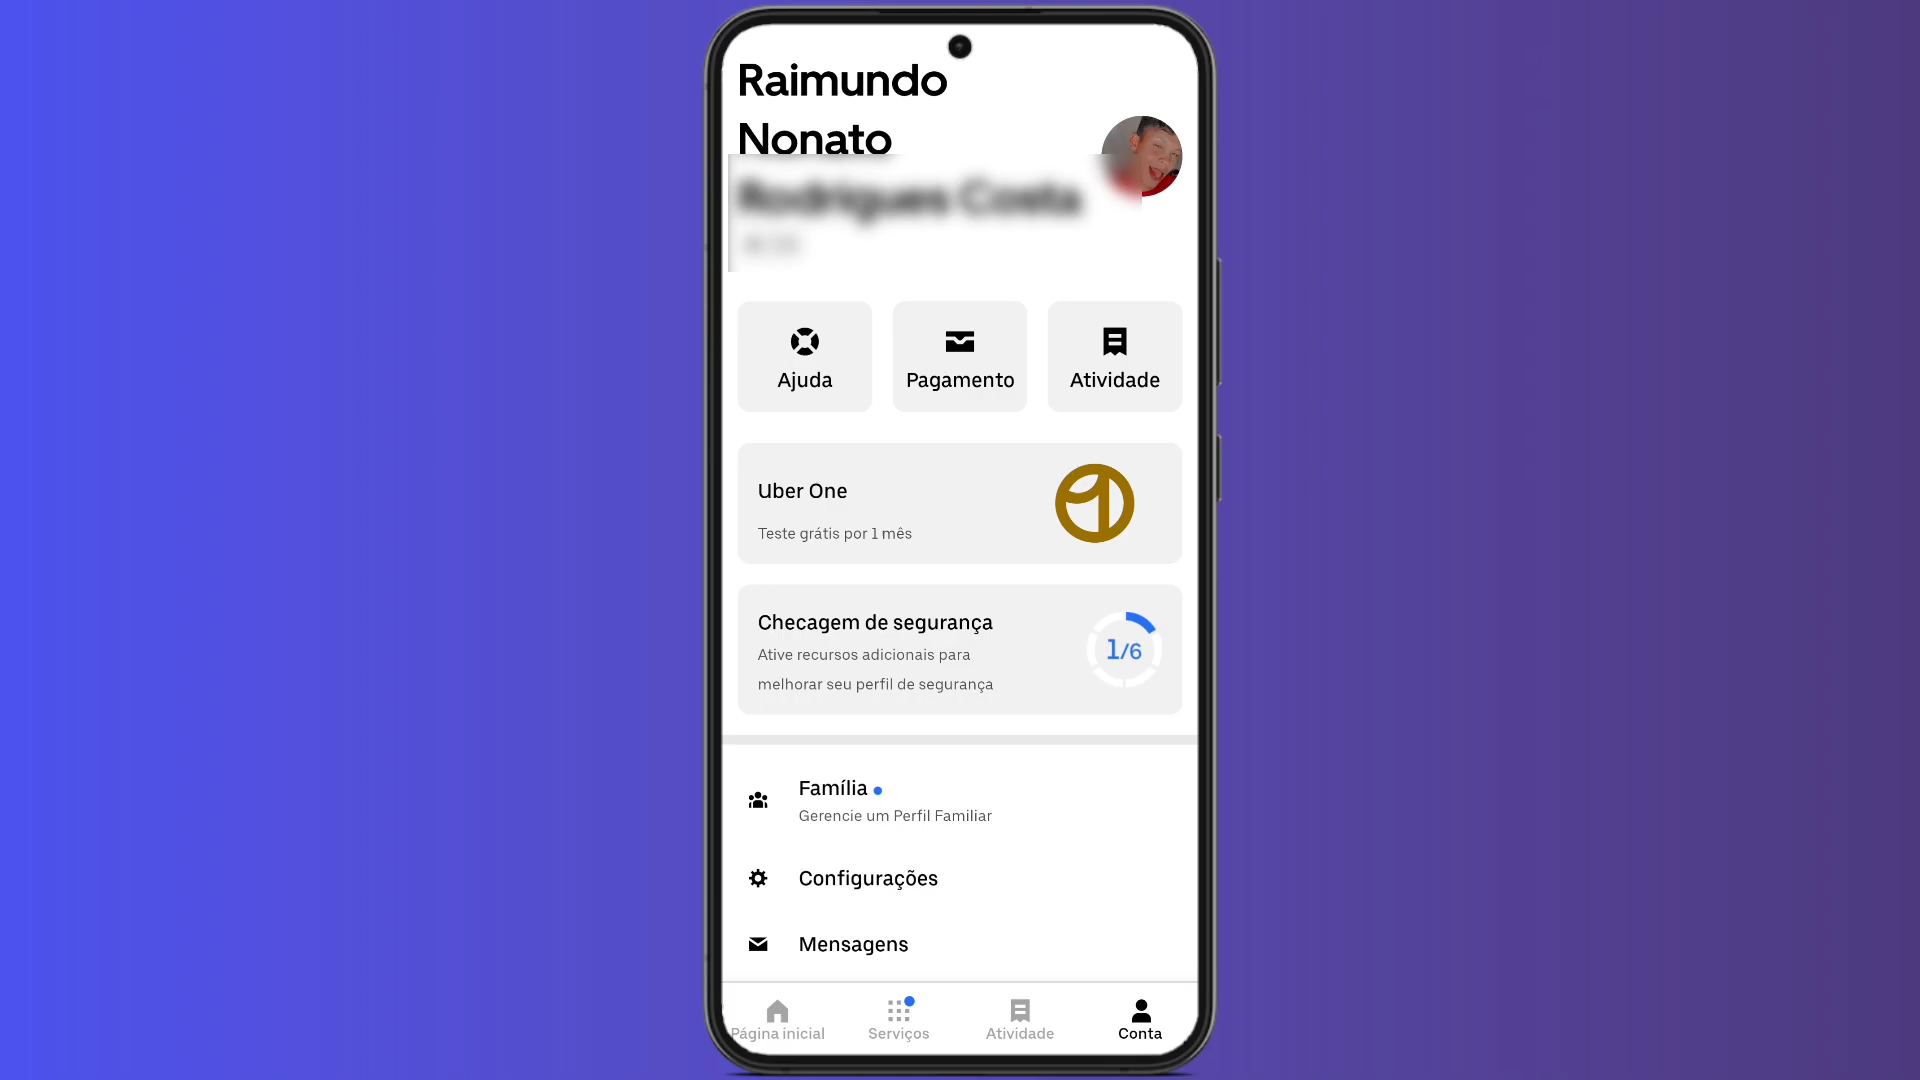 Raimundo
Nonato
Rodrigues Costa
Ajuda
Pagamento
Atividade
Uber One
Teste grátis por 1 mês
Checagem de segurança
Ative recursos adicionais para
melhorar seu perfil de segurança
1/6
Família
Gerencie um Perfil Familiar
Configurações
Mensagens
Página inicial
Serviços
Atividade
Conta